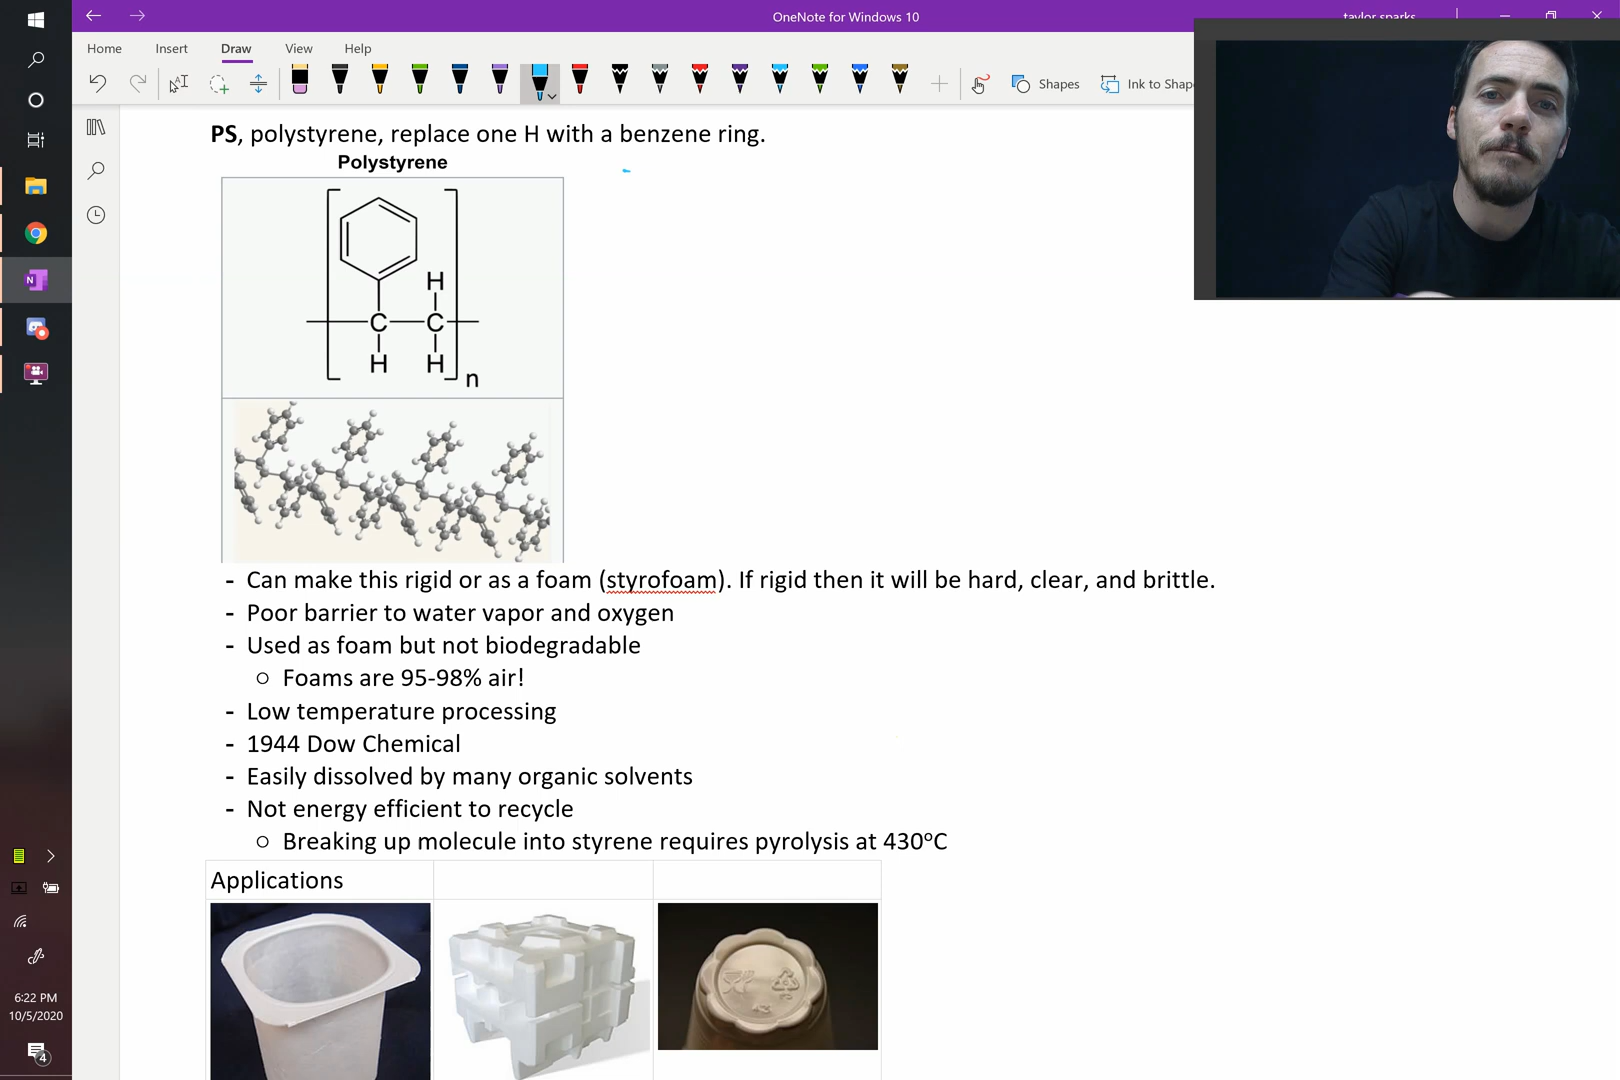 OneNote for Windows 10
taylor sparks
Home Insert Draw View Help
Shapes
Ink to Shap
PS, polystyrene, replace one H with a benzene ring.
Polystyrene
H
C C
H H
n
- Can make this rigid or as a foam (styrofoam). If rigid then it will be hard, clear, and brittle.
- Poor barrier to water vapor and oxygen
- Used as foam but not biodegradable
o Foams are 95-98% air!
- Low temperature processing
- 1944 Dow Chemical
- Easily dissolved by many organic solvents
- Not energy efficient to recycle
o Breaking up molecule into styrene requires pyrolysis at 430°C
Applications
6:22 PM
10/5/2020
4